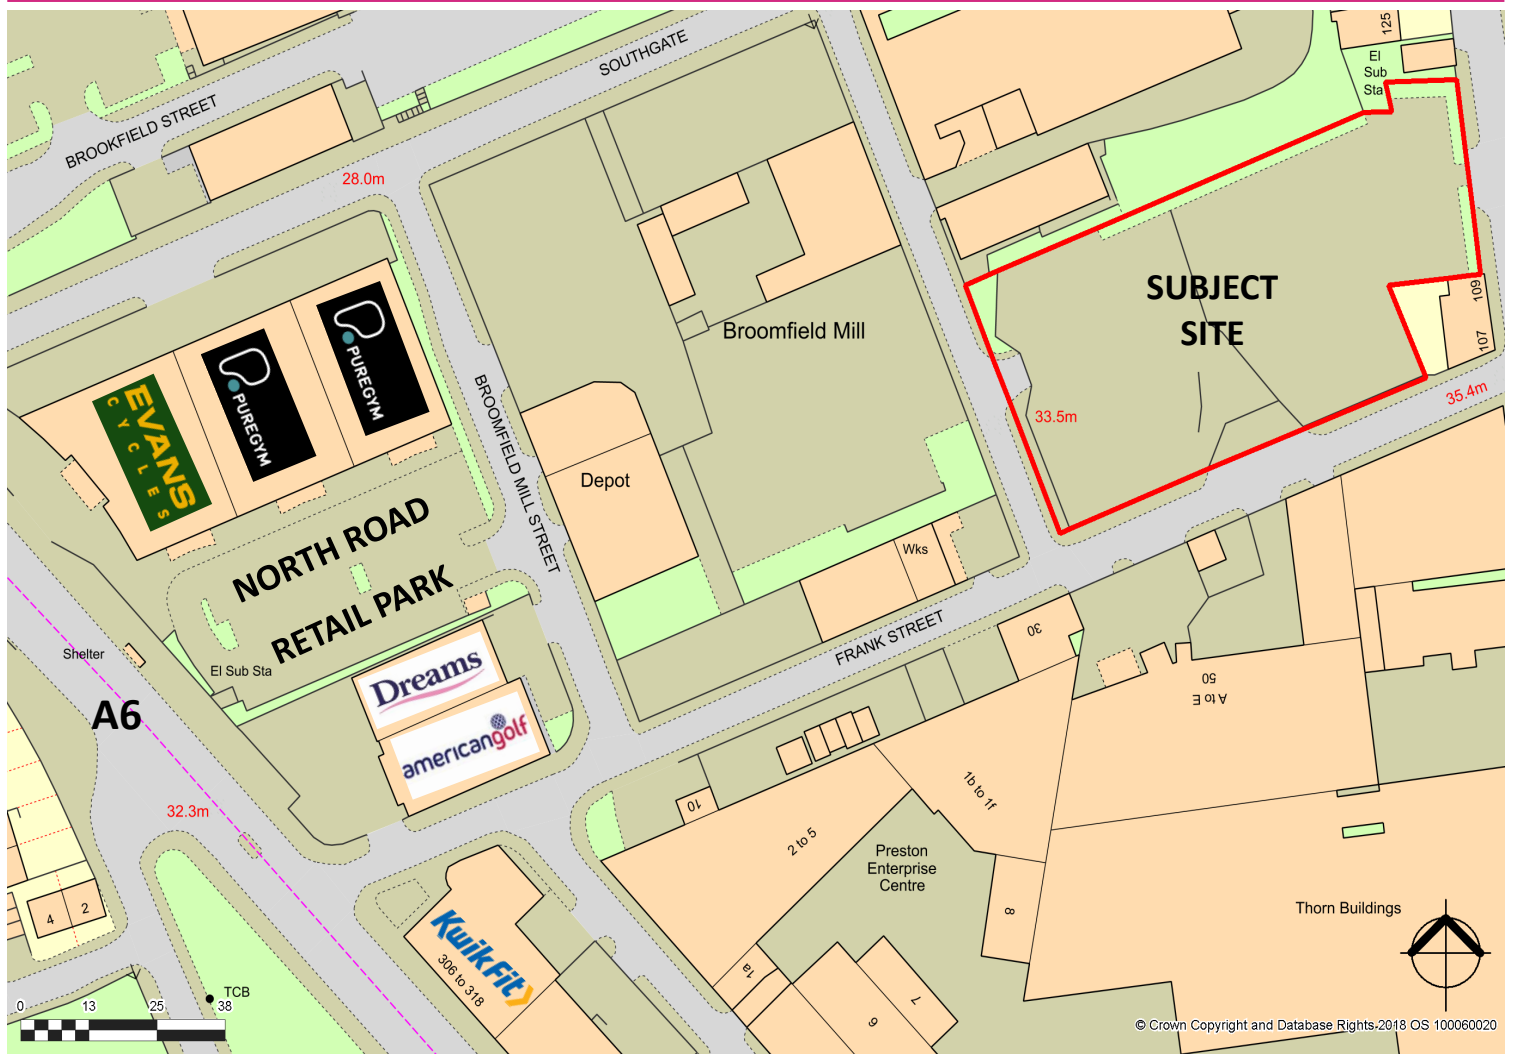 125
El
Sub
Sta
SOUTHGATE
BROOKFIELD STREET
28.0m
SUBJECT
SITE
109
107
Broomfield Mill
PUREGYM
PUREGYM
EVANS
CYCLES
BROOMFIELD MILL STREET
33.5m
35.4m
Depot
NORTH ROAD
RETAIL PARK
Wks
FRANK STREET
30
Shelter
El Sub Sta
Dreams
americangolf
A6
50
A to E
32.3m
10
1b to 1f
2 to 5
Preston
Enterprise
Centre
8
Thorn Buildings
4
2
KwikFit
306 to 318
1a
7
6
TCB
0 13 25 38
© Crown Copyright and Database Rights 2018 OS 100060020